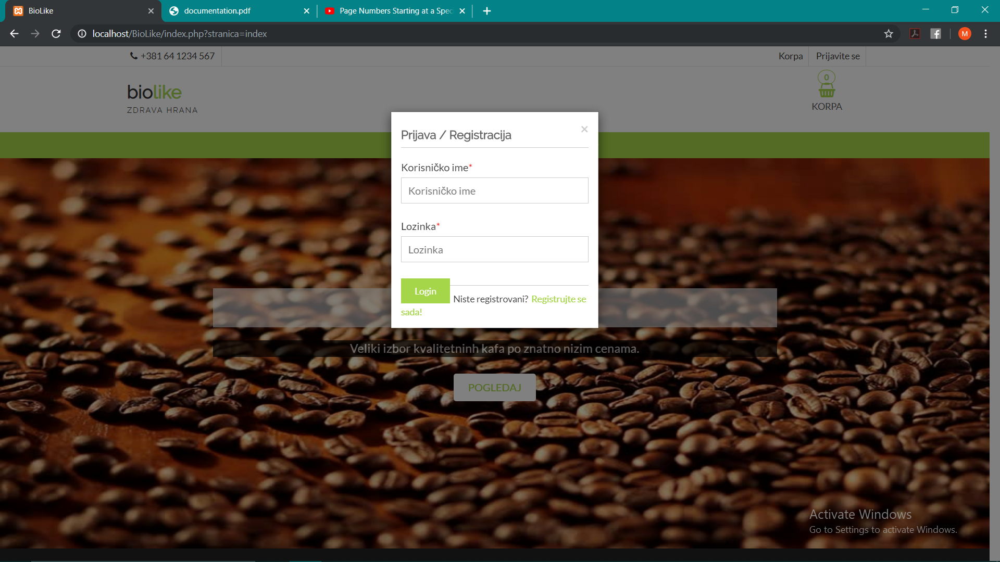 BioLike
documentation.pdf
Page Numbers Starting at a Spec
localhost/BioLike/index.php?stranica=index
M
+381 64 1234 567
Korpa
Prijavite se
biolike
ZDRAVA HRANA
0
KORPA
Prijava / Registracija
×
Korisničko ime*
Korisničko ime
Lozinka*
Lozinka
Login
Niste registrovani? Registrujte se
sada!
Veliki izbor kvalitetninh kafa po znatno nizim cenama.
POGLEDAJ
Activate Windows
Go to Settings to activate Windows.